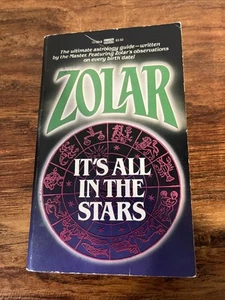 The ultimate astrology guide—written
by the Master. Featuring Zolar's observations
on every birth date!
ZOLAR
IT'S ALL
IN THE
STARS